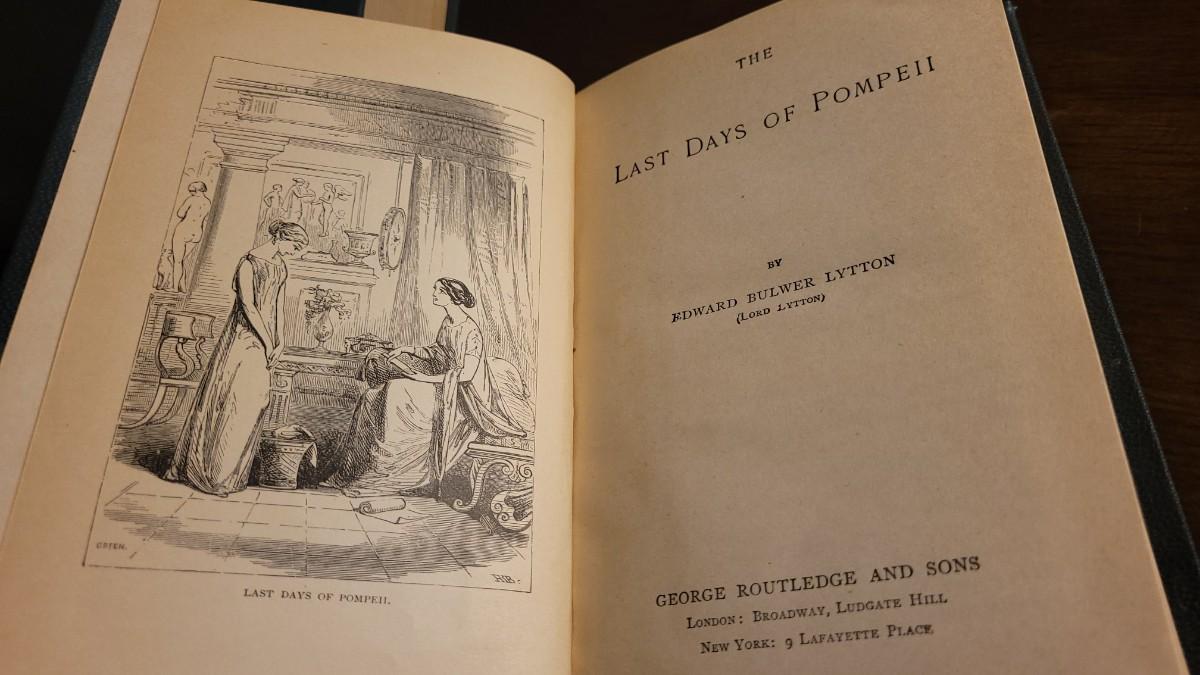 GREEN.
RB
LAST DAYS OF POMPEII.
THE
LAST DAYS OF POMPEII
BY
EDWARD BULWER LYTTON
(LORD LYTTON)
GEORGE ROUTLEDGE AND SONS
LONDON: BROADWAY, LUDGATE HILL
NEW YORK: 9 LAFAYETTE PLACE